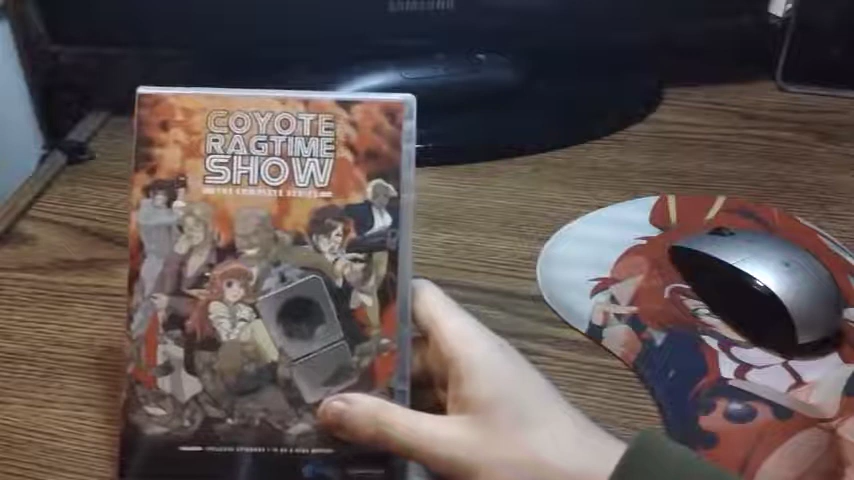 SAMSUNG
COYOTE
RAGTIME
SHOW
THE COMPLETE SERIES